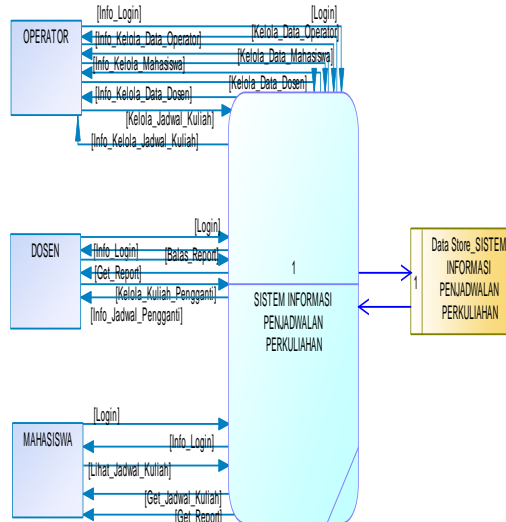 [Info_Login]
[Login]
OPERATOR
[Info_Kelola_Data_Operator]
[Kelola_Data_Operator]
[Info_Kelola_Mahasiswa]
[Kelola_Data_Mahasiswa]
[Kelola_Data_Dosen]
[Info_Kelola_Data_Dosen]
[Kelola_Jadwal_Kuliah]
[Info_Kelola_Jadwal_Kuliah]
DOSEN
[Login]
[Info_Login]
[Balas_Report]
[Get_Report]
[Kelola_Kuliah_Pengganti]
[Info_Jadwal_Pengganti]
1
SISTEM INFORMASI
PENJADWALAN
PERKULIAHAN
1
Data Store_SISTEM
INFORMASI
PENJADWALAN
PERKULIAHAN
MAHASISWA
[Login]
[Info_Login]
[Lihat_Jadwal_Kuliah]
[Get_Jadwal_Kuliah]
[Get_Report]